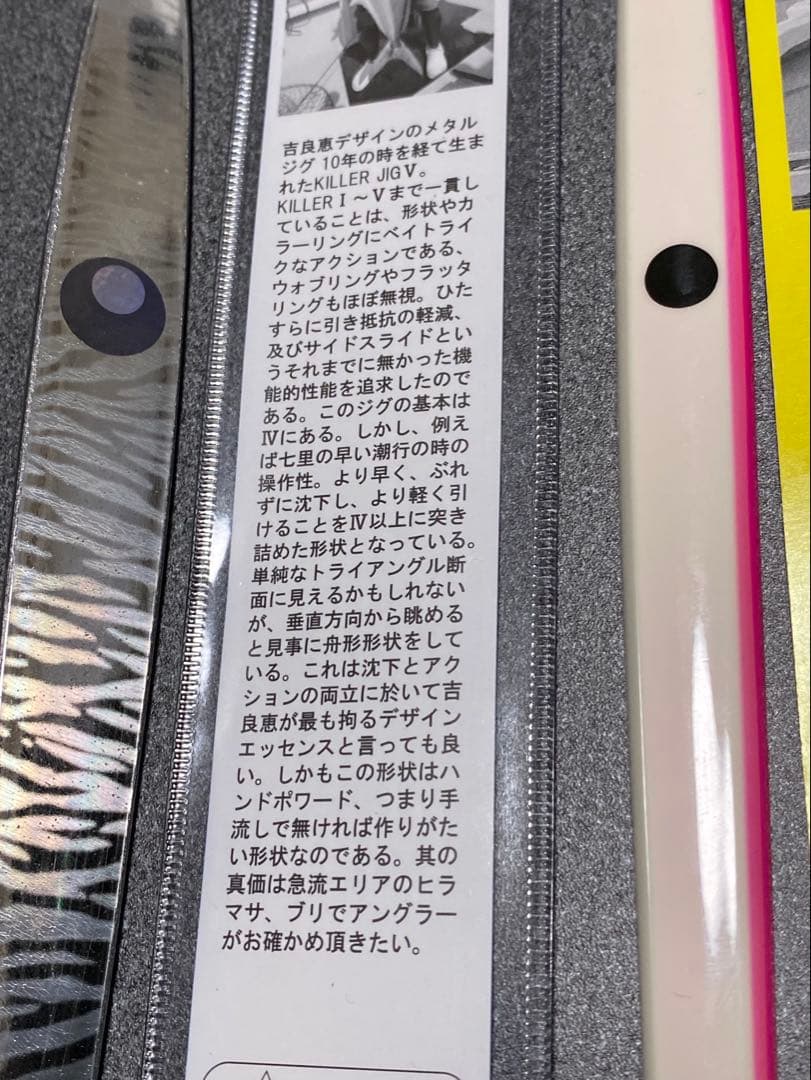 吉良恵デザインのメタル
ジグ 10年の時を経て生ま
れたKILLER JIGⅤ。
KILLERⅠ～Ⅴまで一貫し
ていることは、形状やカ
ラーリングにベイトライ
クなアクションである、
ウォブリングやフラッタ
リングもほぼ無視。ひた
すらに引き抵抗の軽減、
及びサイドスライドとい
うそれまでに無かった機
能的性能を追求したので
ある。このジグの基本は
Ⅳにある。しかし、例え
ば七里の早い潮行の時の
操作性。より早く、ぶれ
ずに沈下し、より軽く引
けることをⅣ以上に突き
詰めた形状となっている。
単純なトライアングル断
面に見えるかもしれない
が、垂直方向から眺める
と見事に舟形形状をして
いる。これは沈下とアク
ションの両立に於いて吉
良恵が最も拘るデザイン
エッセンスと言っても良
い。しかもこの形状はハ
ンドポワード、つまり手
流しで無ければ作りがた
い形状なのである。其の
真価は急流エリアのヒラ
マサ、ブリでアングラー
がお確かめ頂きたい。